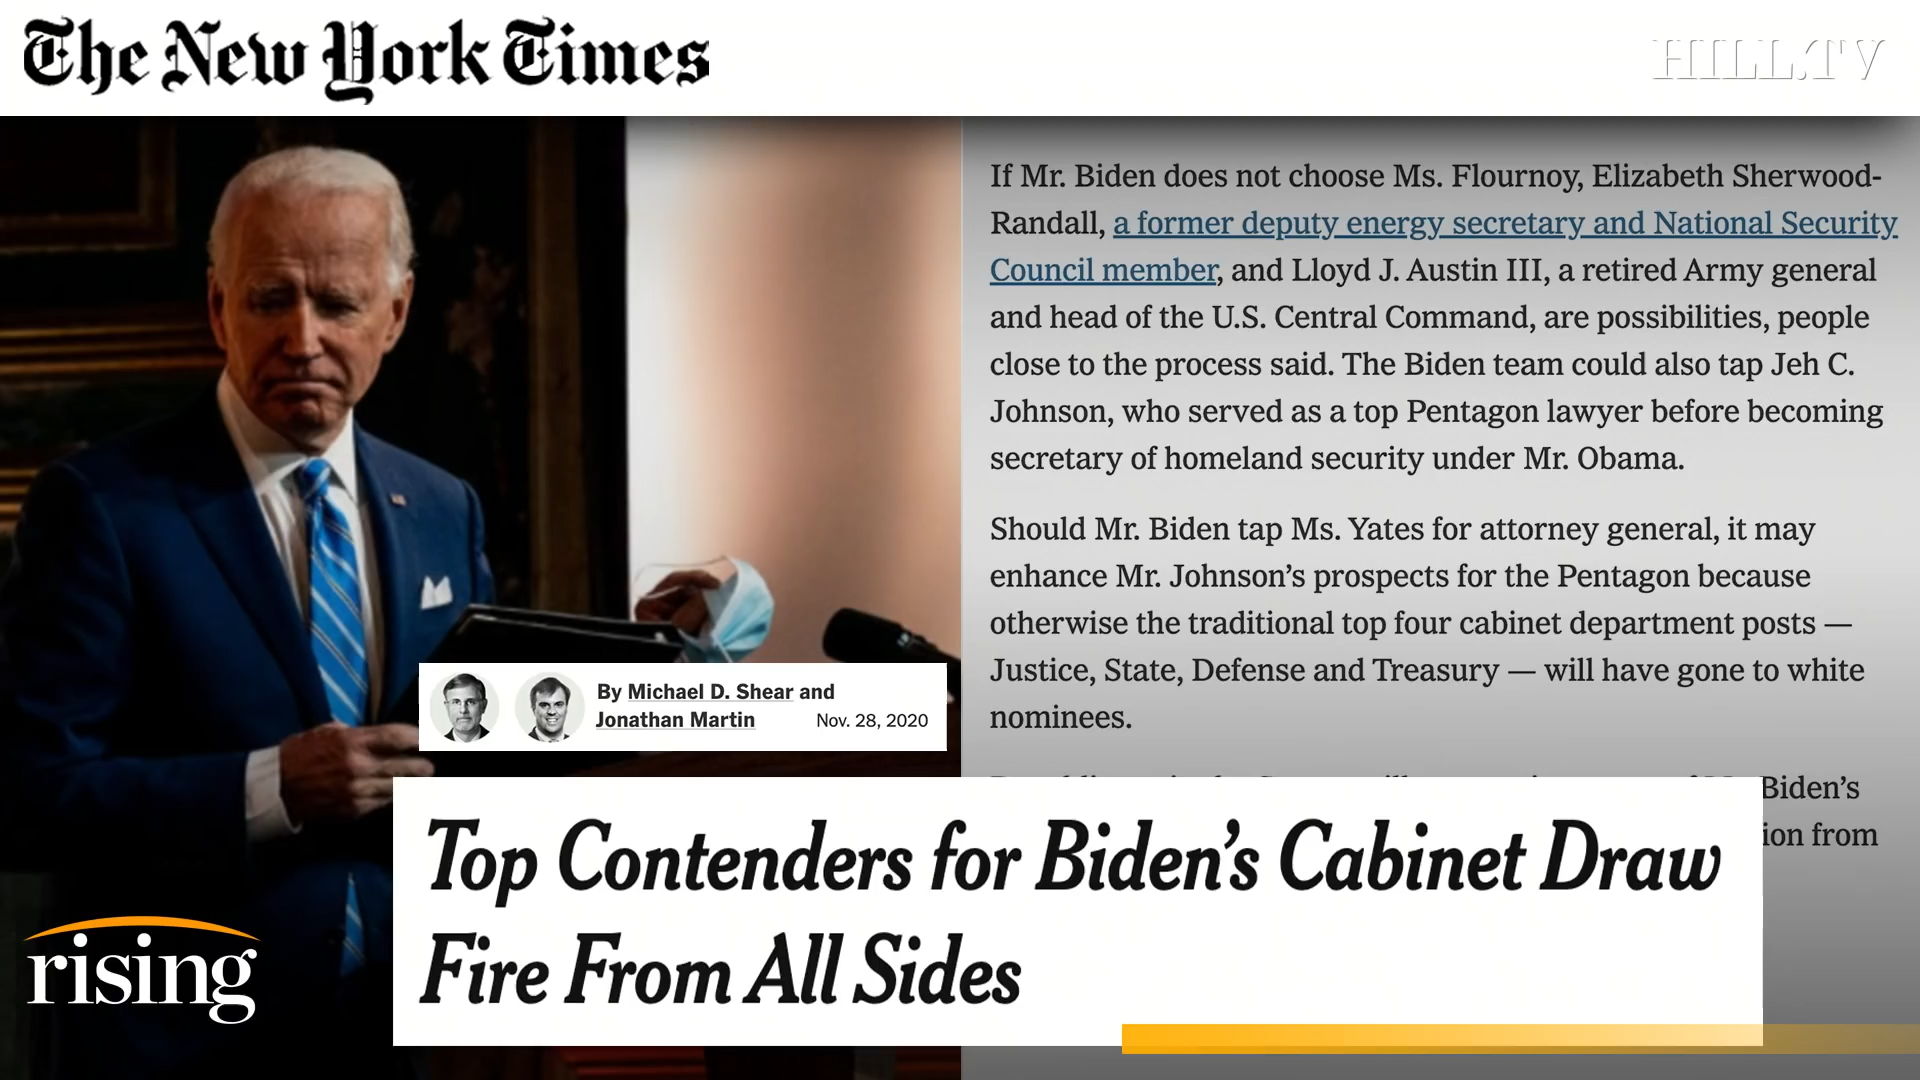 The New York Times
HILL.TV
If Mr. Biden does not choose Ms. Flournoy, Elizabeth Sherwood-
Randall, a former deputy energy secretary and National Security
Council member, and Lloyd J. Austin III, a retired Army general
and head of the U.S. Central Command, are possibilities, people
close to the process said. The Biden team could also tap Jeh C.
Johnson, who served as a top Pentagon lawyer before becoming
secretary of homeland security under Mr. Obama.
Should Mr. Biden tap Ms. Yates for attorney general, it may
enhance Mr. Johnson’s prospects for the Pentagon because
otherwise the traditional top four cabinet department posts —
Justice, State, Defense and Treasury — will have gone to white
nominees.
Biden’s
from
By Michael D. Shear and
Jonathan Martin Nov. 28, 2020
Top Contenders for Biden’s Cabinet Draw
Fire From All Sides
rising